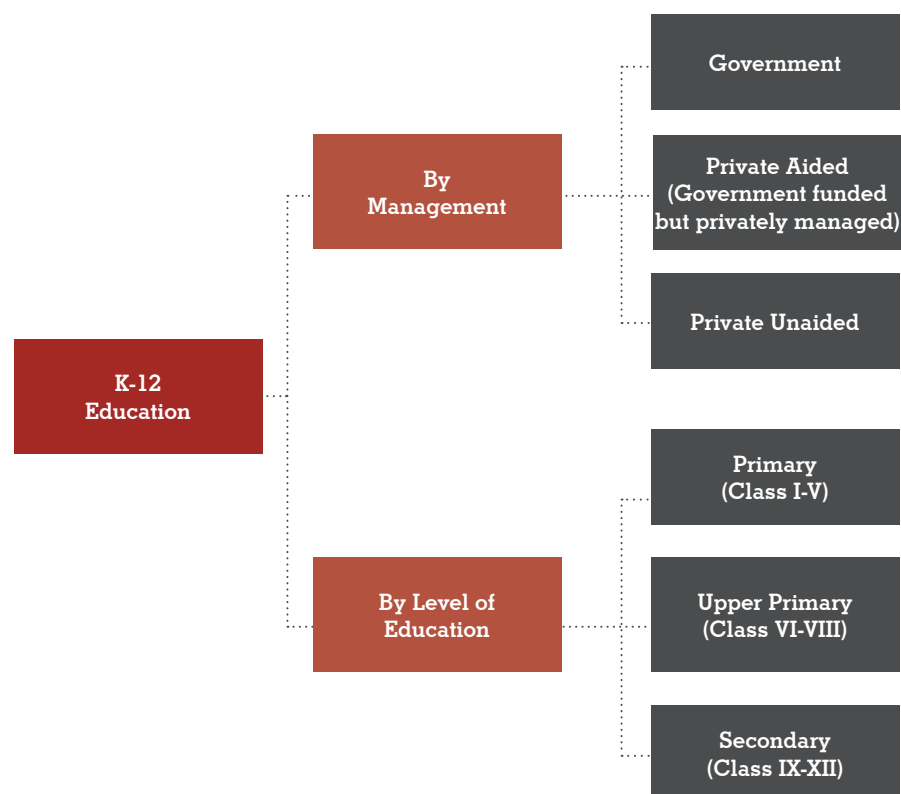 Government
By
Management
Private Aided
(Government funded
but privately managed)
Private Unaided
K-12
Education
Primary
(Class I-V)
By Level of
Education
Upper Primary
(Class VI-VIII)
Secondary
(Class IX-XII)